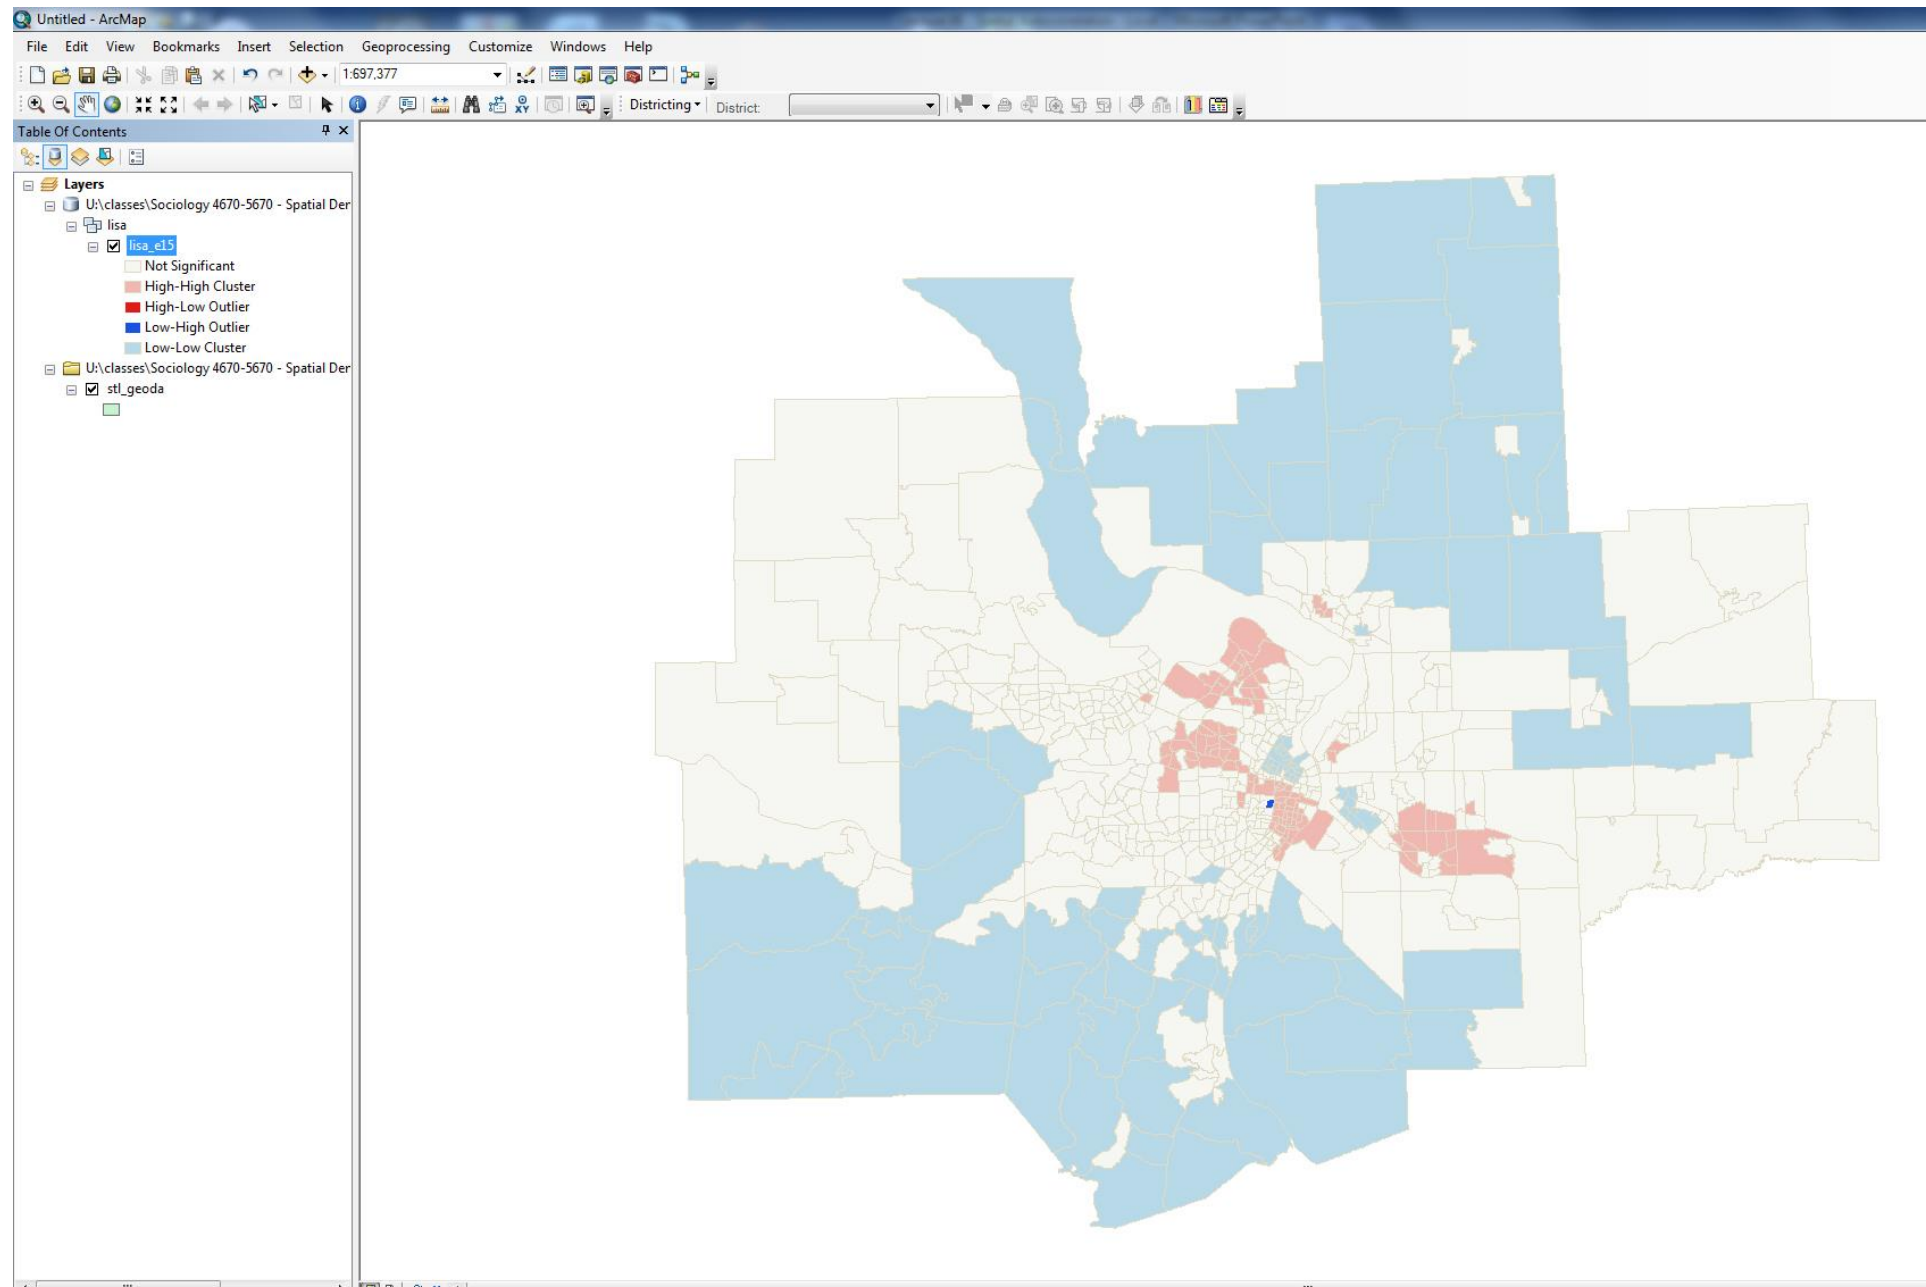 Untitled - ArcMap
File Edit View Bookmarks Insert Selection Geoprocessing Customize Windows Help
1:697,377
Districting District:
Table Of Contents
Layers
U:\classes\Sociology 4670-5670 - Spatial Der
lisa
lisa_e15
Not Significant
High-High Cluster
High-Low Outlier
Low-High Outlier
Low-Low Cluster
U:\classes\Sociology 4670-5670 - Spatial Der
stl_geoda